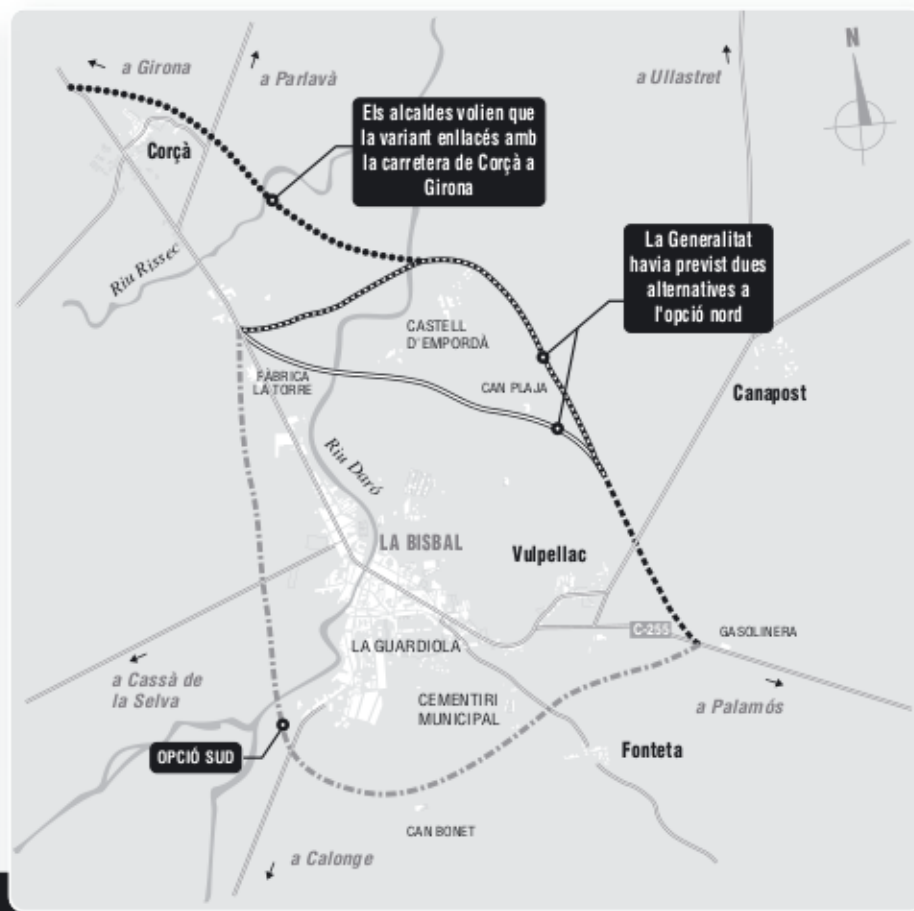 N
a Girona
a Parlavà
a Ullastret
Els alcaldes volien que
la variant enllacés amb
la carretera de Corçà a
Girona
Corçà
La Generalitat
havia previst dues
alternatives a
l'opció nord
Riu Rissec
CASTELL
D'EMPORDÀ
FÀBRICA
LA TORRE
CAN PLAJA
Canapost
Riu Daró
LA BISBAL
Vulpellac
C-255
GASOLINERA
LA GUARDIOLA
a Cassà de
la Selva
CEMENTIRI
MUNICIPAL
a Palamós
OPCIÓ SUD
Fonteta
CAN BONET
a Calonge